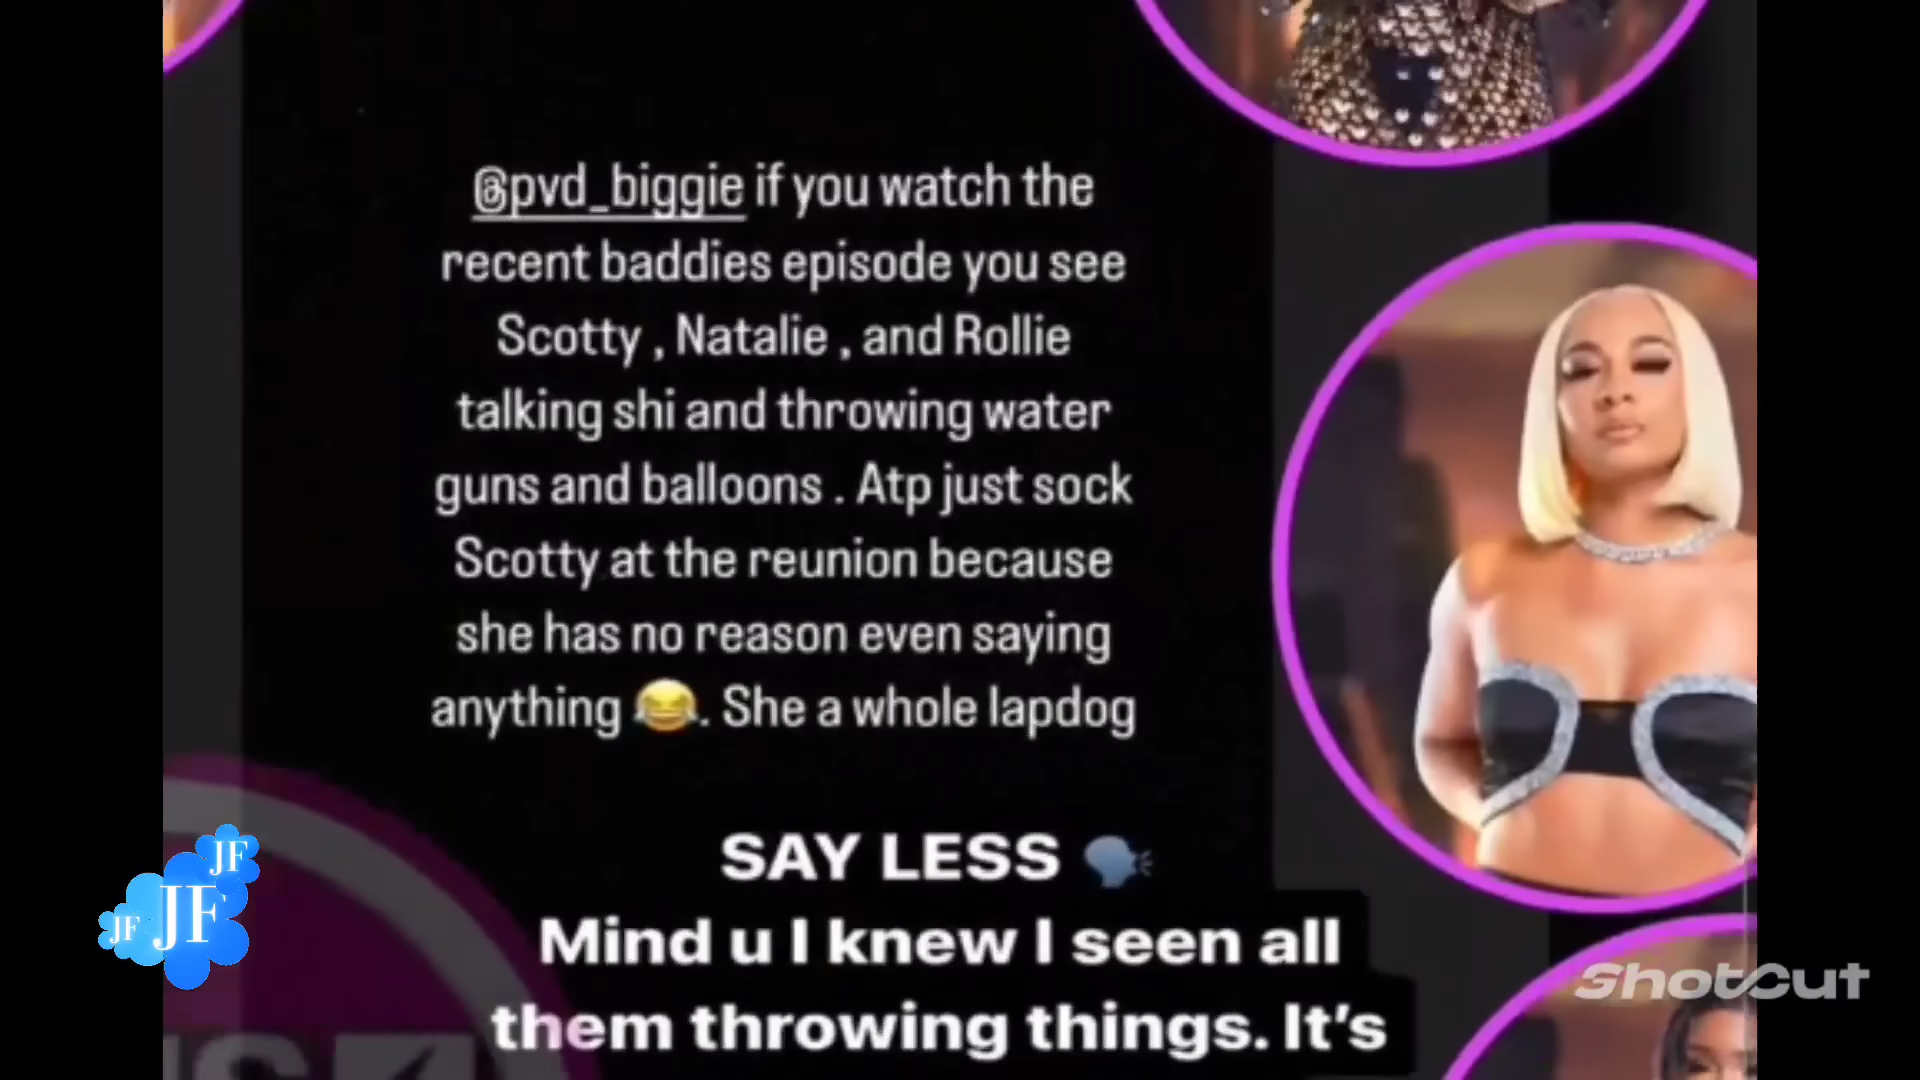 @pvd_biggie if you watch the
recent baddies episode you see
Scotty , Natalie , and Rollie
talking shi and throwing water
guns and balloons . Atp just sock
Scotty at the reunion because
she has no reason even saying
anything 😂. She a whole lapdog
SAY LESS 🗣️
Mind u I knew I seen all
them throwing things. It's
JF
JF
JF
ShotCut